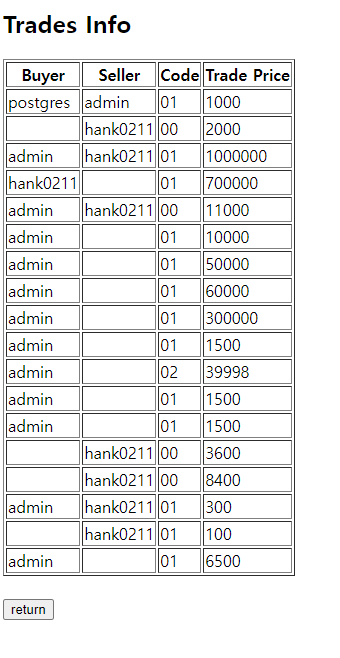 Trades Info
Buyer Seller Code Trade Price
postgres admin 01 1000
hank0211 00 2000
admin hank0211 01 1000000
hank0211 01 700000
admin hank0211 00 11000
admin 01 10000
admin 01 50000
admin 01 60000
admin 01 300000
admin 01 1500
admin 02 39998
admin 01 1500
admin 01 1500
hank0211 00 3600
hank0211 00 8400
admin hank0211 01 300
hank0211 01 100
admin 01 6500
return